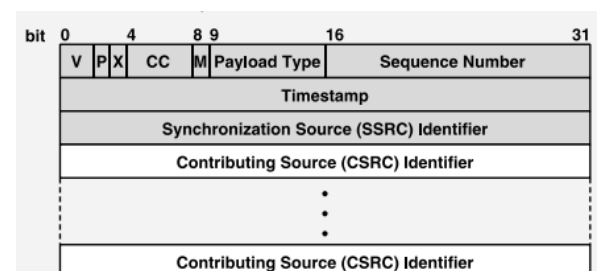 bit 0 4 8 9 16 31
V P X CC M Payload Type Sequence Number
Timestamp
Synchronization Source (SSRC) Identifier
Contributing Source (CSRC) Identifier
Contributing Source (CSRC) Identifier